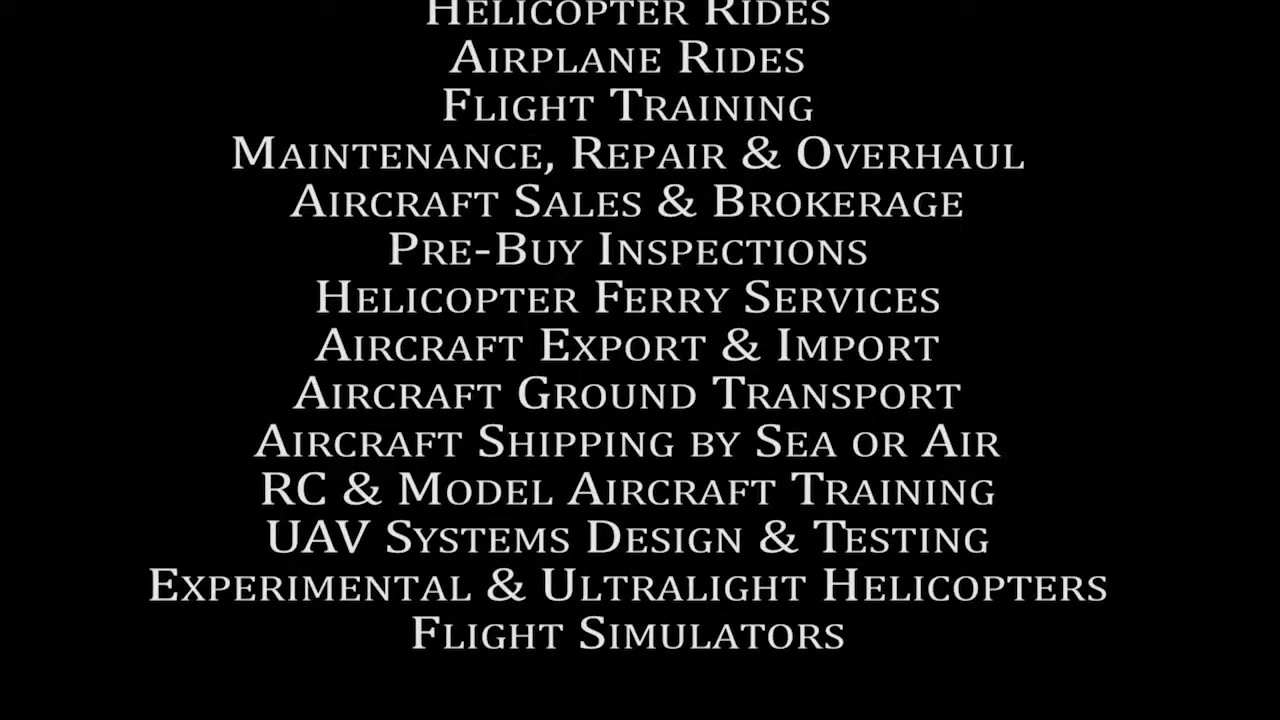 Helicopter Rides
Airplane Rides
Flight Training
Maintenance, Repair & Overhaul
Aircraft Sales & Brokerage
Pre-Buy Inspections
Helicopter Ferry Services
Aircraft Export & Import
Aircraft Ground Transport
Aircraft Shipping by Sea or Air
RC & Model Aircraft Training
UAV Systems Design & Testing
Experimental & Ultralight Helicopters
Flight Simulators